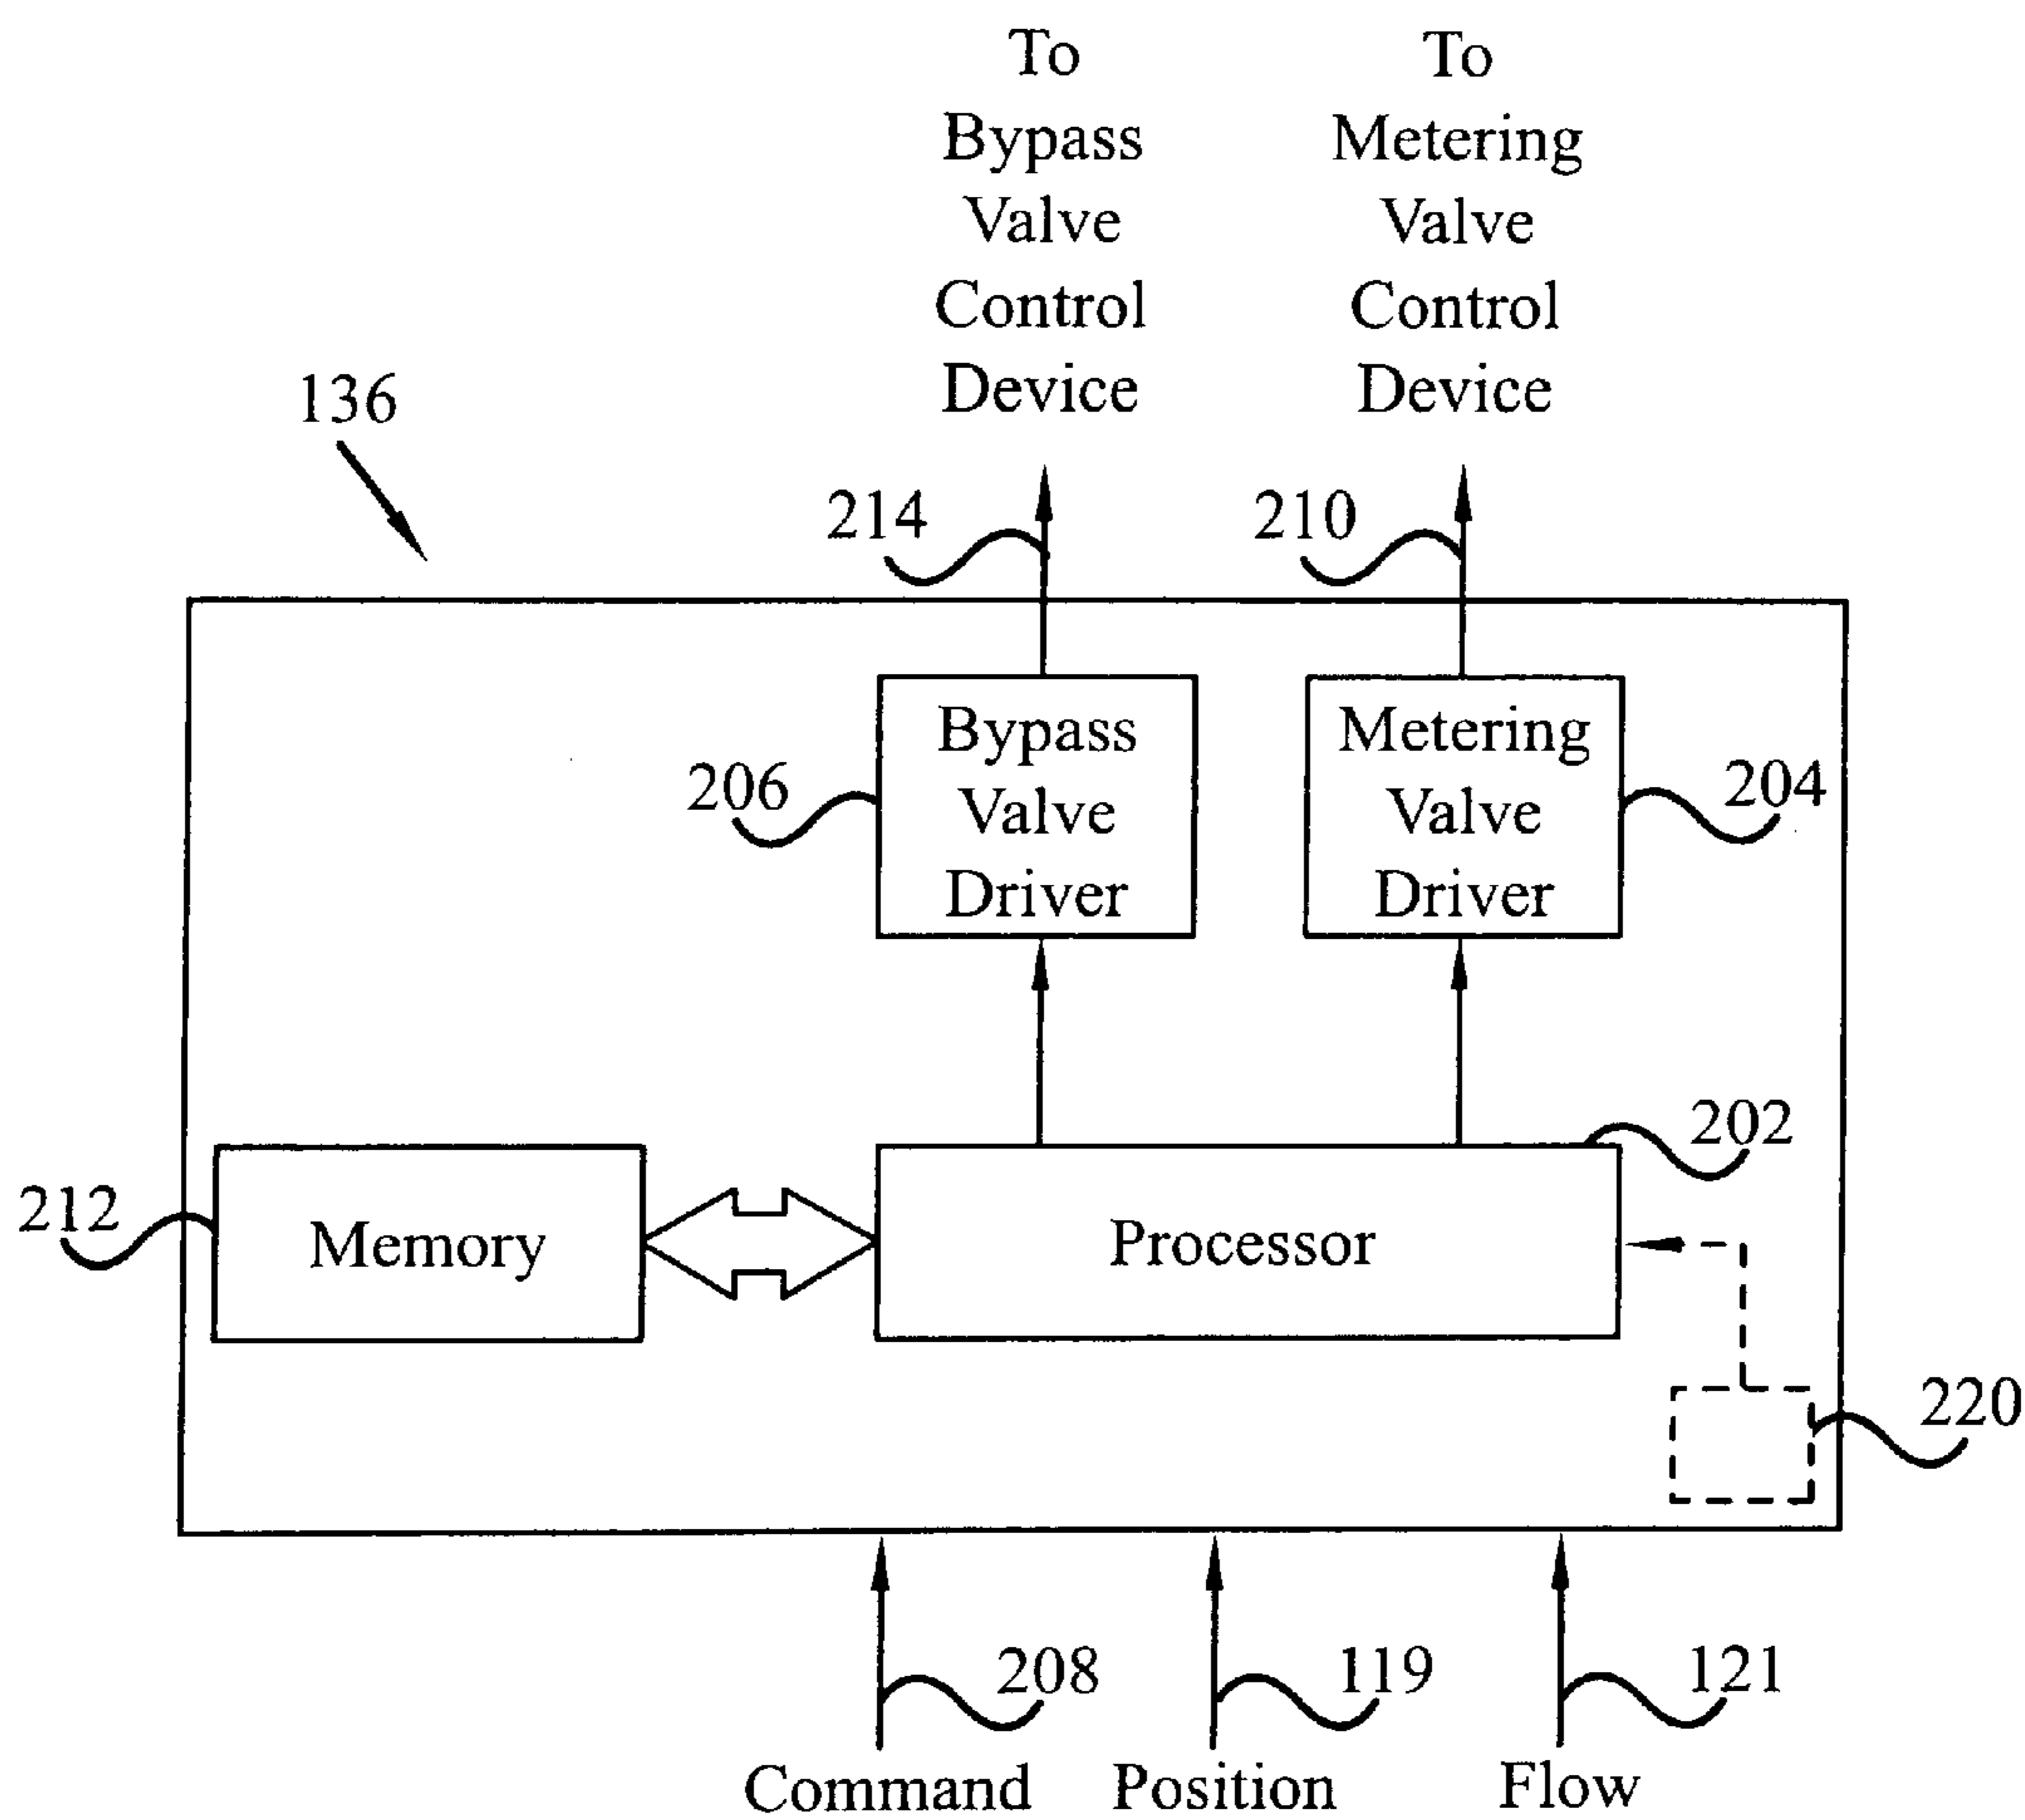 To
Bypass
Valve
Control
Device
To
Metering
Valve
Control
Device
136
214
210
Bypass
Valve
Driver
Metering
Valve
Driver
206
204
202
212
Memory
Processor
220
208
119
121
Command
Position
Flow